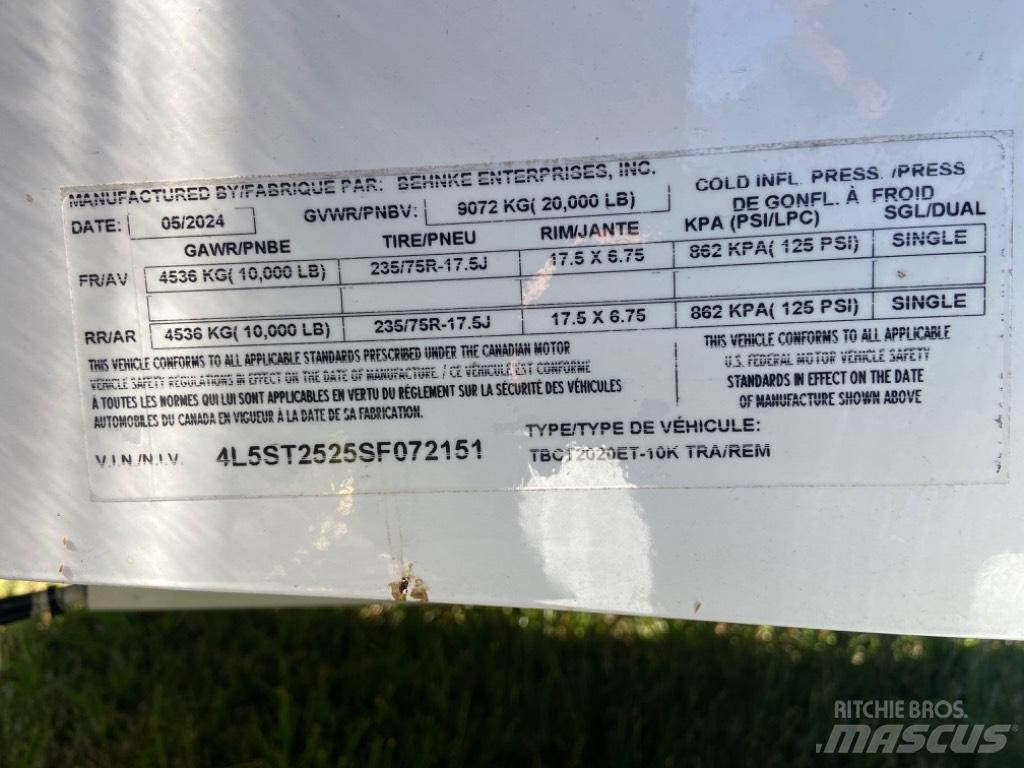 MANUFACTURED BY/FABRIQUE PAR: BEHNKE ENTERPRISES, INC.
COLD INFL. PRESS. /PRESS
DE GONFL. À FROID
DATE: 05/2024 GVWR/PNBV: 9072 KG( 20,000 LB)
GAWR/PNBE TIRE/PNEU RIM/JANTE KPA (PSI/LPC) SGL/DUAL
FR/AV 4536 KG( 10,000 LB) 235/75R-17.5J 17.5 X 6.75 862 KPA( 125 PSI) SINGLE
RR/AR 4536 KG( 10,000 LB) 235/75R-17.5J 17.5 X 6.75 862 KPA( 125 PSI) SINGLE
THIS VEHICLE CONFORMS TO ALL APPLICABLE STANDARDS PRESCRIBED UNDER THE CANADIAN MOTOR
VEHICLE SAFETY REGULATIONS IN EFFECT ON THE DATE OF MANUFACTURE. / CE VÉHICULE EST CONFORME
À TOUTES LES NORMES QUI LUI SONT APPLICABLES EN VERTU DU RÉGLEMENT SUR LA SÉCURITÉ DES VÉHICULES
AUTOMOBILES DU CANADA EN VIGUEUR À LA DATE DE SA FABRICATION.
THIS VEHICLE CONFORMS TO ALL APPLICABLE
U.S. FEDERAL MOTOR VEHICLE SAFETY
STANDARDS IN EFFECT ON THE DATE
OF MANUFACTURE SHOWN ABOVE
V.I.N./N.I.V. 4L5ST2525SF072151
TYPE/TYPE DE VÉHICULE:
TBCT2020ET-10K TRA/REM
RITCHIE BROS.
MASCUS